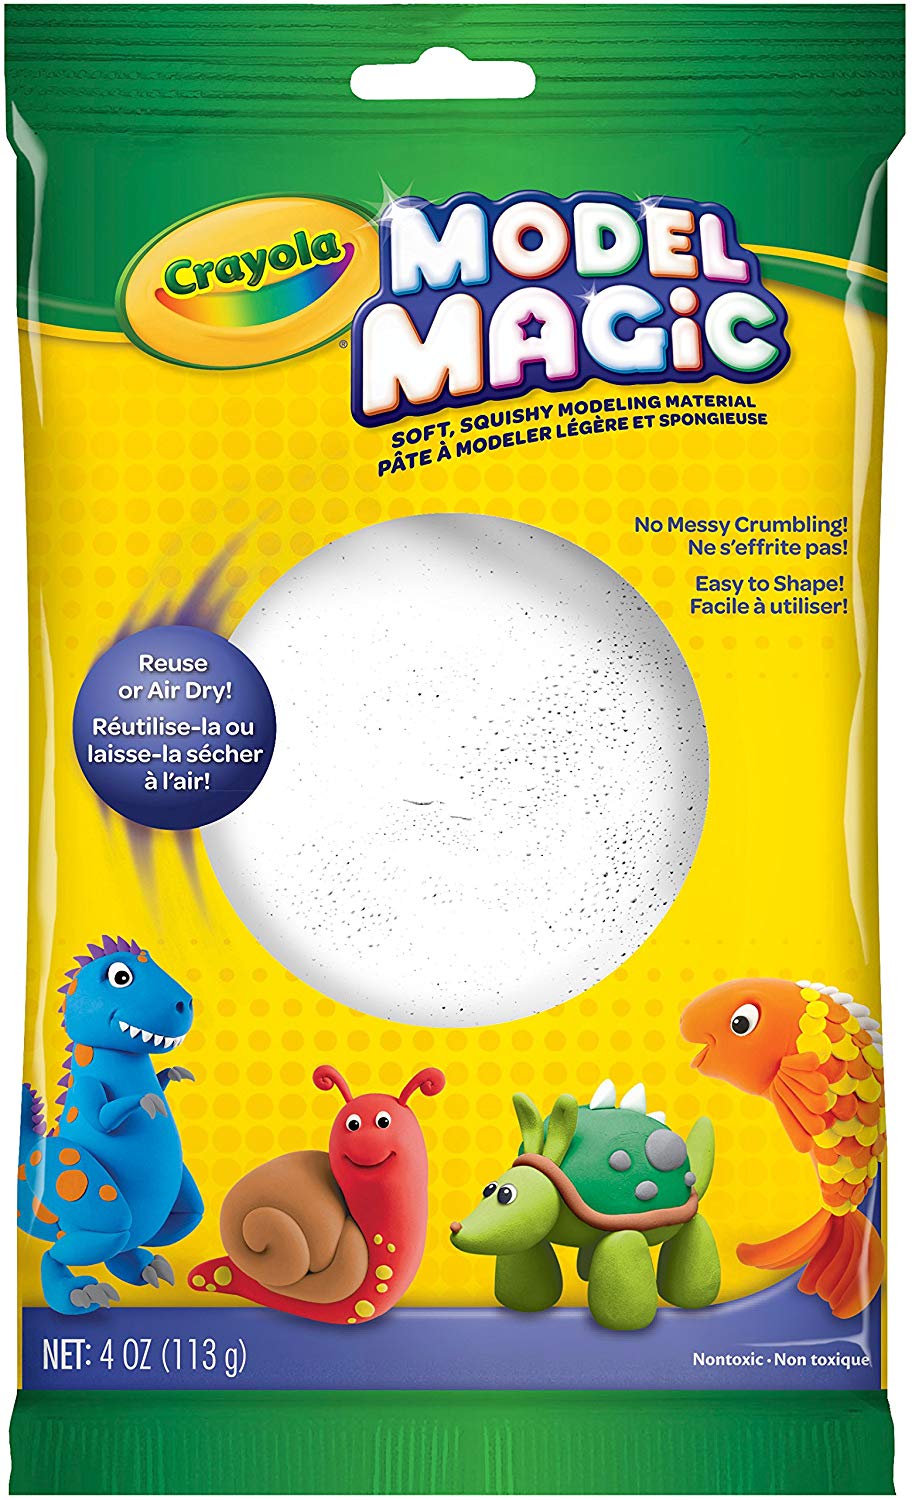 Crayola
®
MODEL
MAGiC
SOFT, SQUISHY MODELING MATERIAL
PÂTE À MODELER LÉGÈRE ET SPONGIEUSE
No Messy Crumbling!
Ne s'effrite pas!
Easy to Shape!
Facile à utiliser!
Reuse
or Air Dry!
Réutilise-la ou
laisse-la sécher
à l'air!
NET: 4 OZ (113 g)
Nontoxic • Non toxique